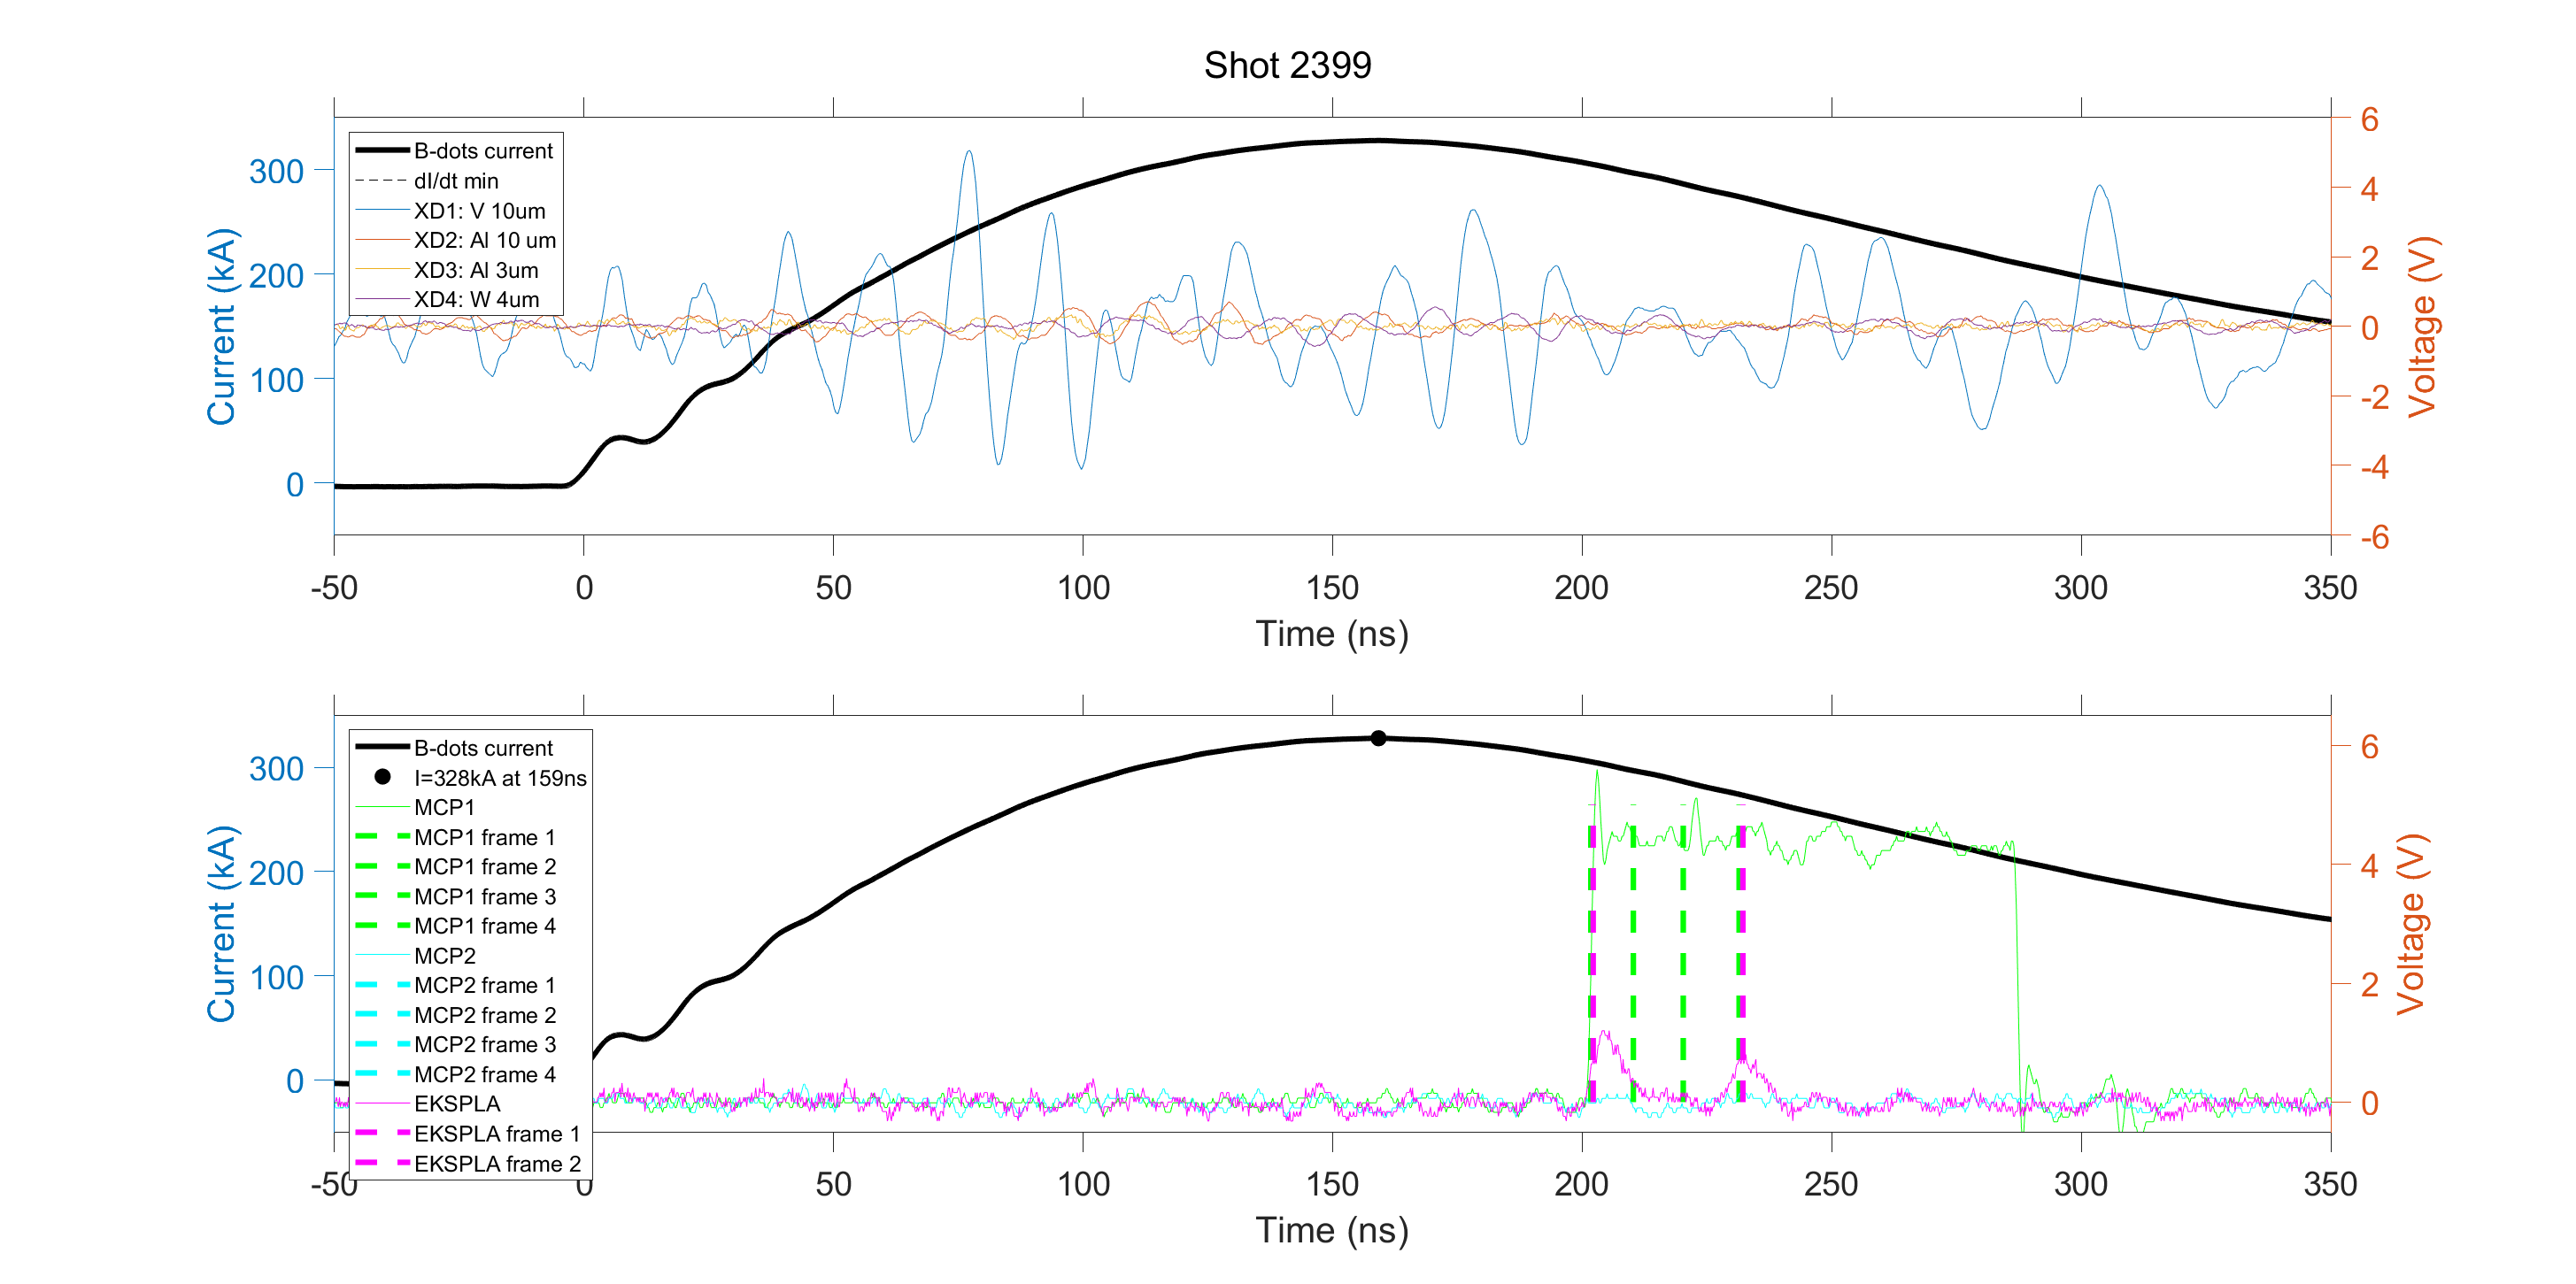 Shot 2399
B-dots current
dI/dt min
XD1: V 10um
XD2: Al 10 um
XD3: Al 3um
XD4: W 4um
300
200
100
0
Current (kA)
6
4
2
0
-2
-4
-6
Voltage (V)
-50 0 50 100 150 200 250 300 350
Time (ns)
B-dots current
I=328kA at 159ns
MCP1
MCP1 frame 1
MCP1 frame 2
MCP1 frame 3
MCP1 frame 4
MCP2
MCP2 frame 1
MCP2 frame 2
MCP2 frame 3
MCP2 frame 4
EKSPLA
EKSPLA frame 1
EKSPLA frame 2
300
200
100
0
Current (kA)
6
4
2
0
Voltage (V)
-50 0 50 100 150 200 250 300 350
Time (ns)